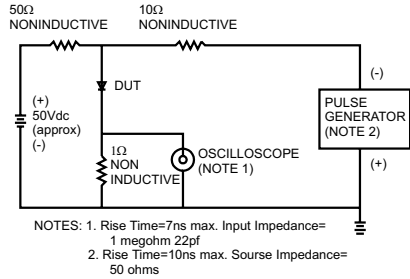 50Ω
NONINDUCTIVE
10Ω
NONINDUCTIVE
DUT
(+)
50Vdc
(approx)
(-)
(-)
PULSE
GENERATOR
(NOTE 2)
(+)
1Ω
NON
INDUCTIVE
OSCILLOSCOPE
(NOTE 1)
NOTES: 1. Rise Time=7ns max. Input Impedance=
1 megohm 22pf
2. Rise Time=10ns max. Sourse Impedance=
50 ohms